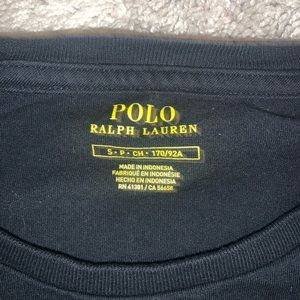 POLO
RALPH LAUREN
S • P • CH • 170/92A
MADE IN INDONESIA
FABRIQUÉ EN INDONÉSIE
HECHO EN INDONESIA
RN 41381 / CA 56658